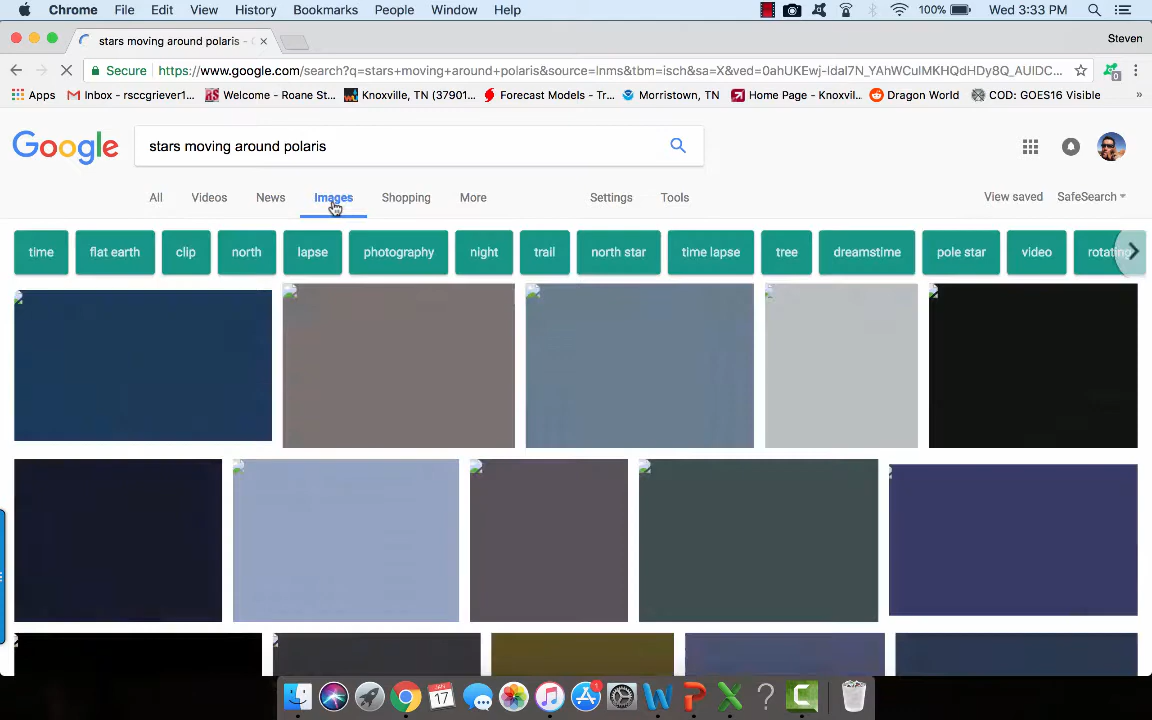 Chrome File Edit View History Bookmarks People Window Help 100% Wed 3:33 PM
stars moving around polaris - Steven
Secure https://www.google.com/search?q=stars+moving+around+polaris&source=lnms&tbm=isch&sa=X&ved=0ahUKEwj-
Apps Inbox - rsccgriever1... Welcome - Roane St... Knoxville, TN (37901... Forecast Models - Tr... Morristown, TN Home Page - Knoxvil... Dragon World COD: GOES16 Visible »
Google stars moving around polaris
All Videos News Images Shopping More Settings Tools View saved SafeSearch
time flat earth clip north lapse photography night trail north star time lapse tree dreamstime pole star video rotating
JAN
17
1